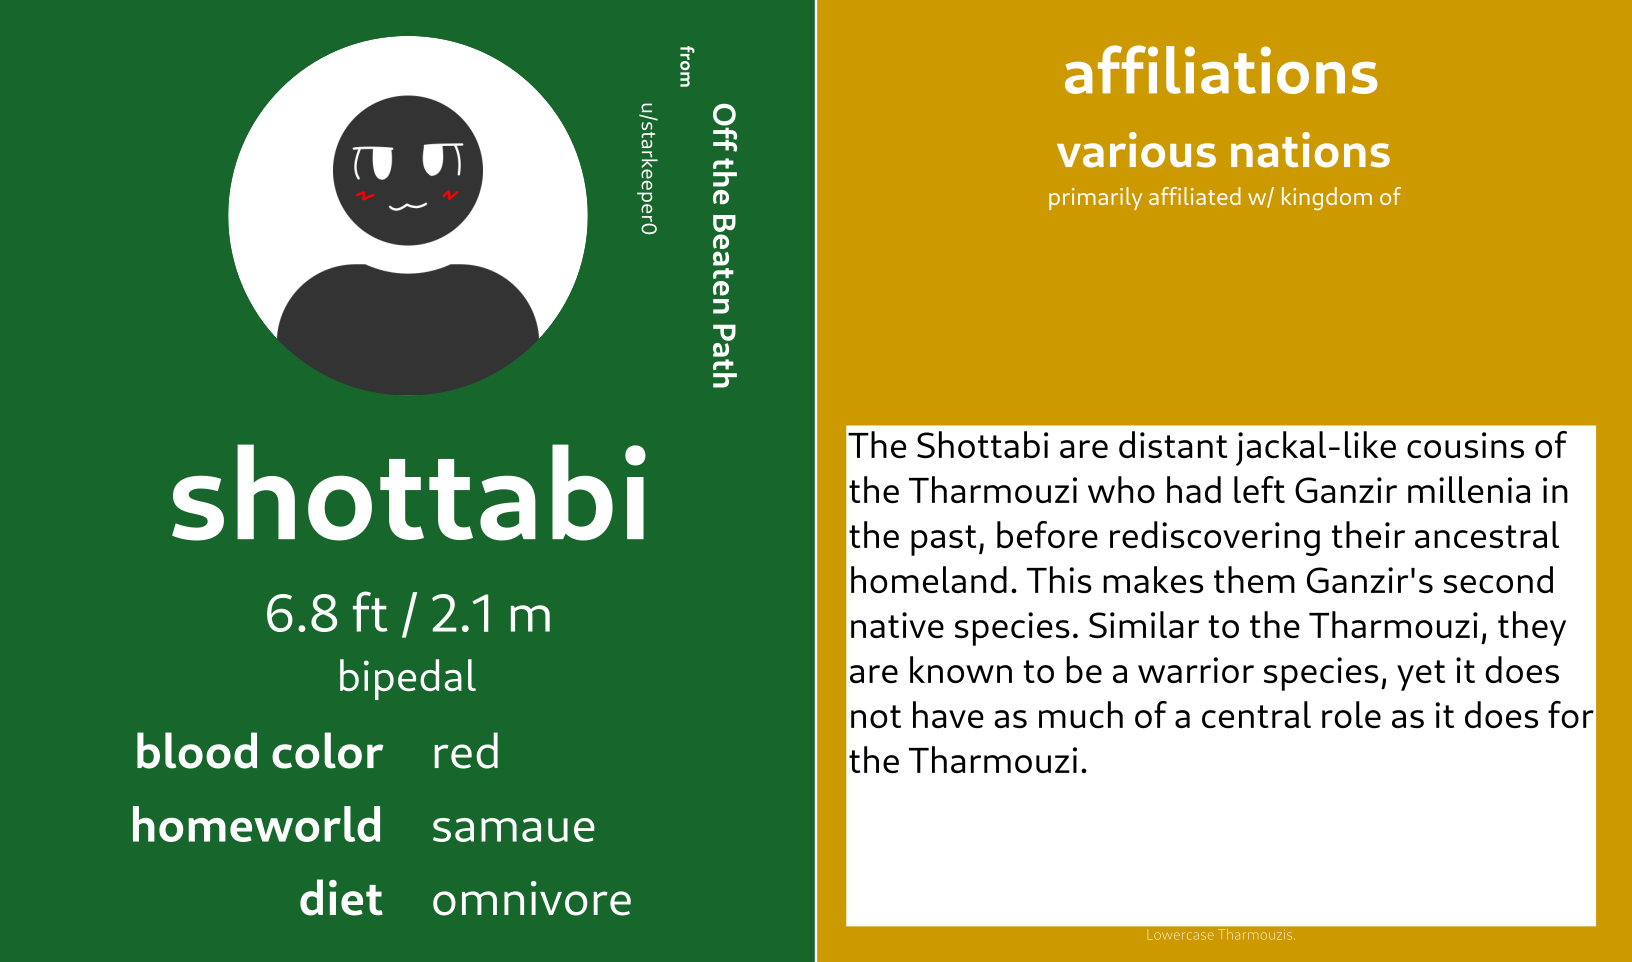 from
Off the Beaten Path
u/starkeeper0
shottabi
6.8 ft / 2.1 m
bipedal
blood color red
homeworld samaue
diet omnivore
affiliations
various nations
primarily affiliated w/ kingdom of
The Shottabi are distant jackal-like cousins of
the Tharmouzi who had left Ganzir millenia in
the past, before rediscovering their ancestral
homeland. This makes them Ganzir's second
native species. Similar to the Tharmouzi, they
are known to be a warrior species, yet it does
not have as much of a central role as it does for
the Tharmouzi.
Lowercase Tharmouzis.